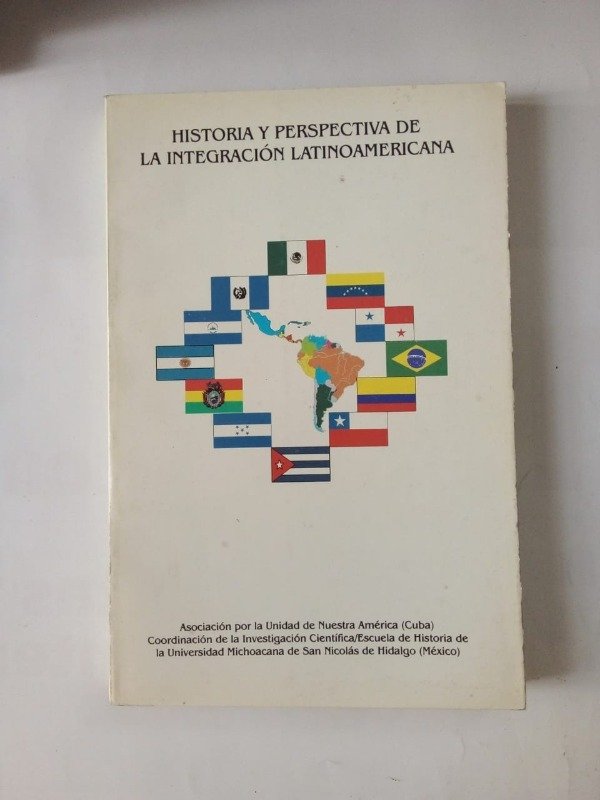 HISTORIA Y PERSPECTIVA DE
LA INTEGRACIÓN LATINOAMERICANA
Asociación por la Unidad de Nuestra América (Cuba)
Coordinación de la Investigación Científica/Escuela de Historia de
la Universidad Michoacana de San Nicolás de Hidalgo (México)